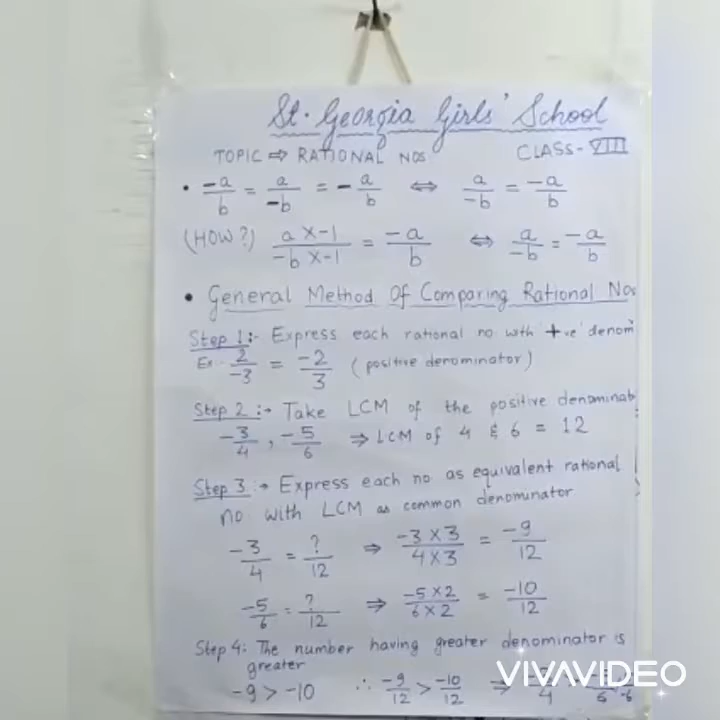 St. Georgia Girls' School
TOPIC ⇒ RATIONAL NOS CLASS - VIII
• -a/b = a/-b = -a/b ⇔ a/-b = -a/b
(HOW?) a × -1 / -b × -1 = -a/b ⇔ a/-b = -a/b
• General Method Of Comparing Rational Nos
Step 1:- Express each rational no with '+ve' denom
Ex - 2/-3 = -2/3 (positive denominator)
Step 2 :→ Take LCM of the positive denominat
-3/4 , -5/6 ⇒ LCM of 4 & 6 = 12
Step 3 :→ Express each no as equivalent rational
no. with LCM as common denominator
-3/4 = ?/12 ⇒ -3 × 3 / 4 × 3 = -9/12
-5/6 = ?/12 ⇒ -5 × 2 / 6 × 2 = -10/12
Step 4: The number having greater denominator is
greater
-9 > -10 ∴ -9/12 > -10/12 ⇒
VIVAVIDEO